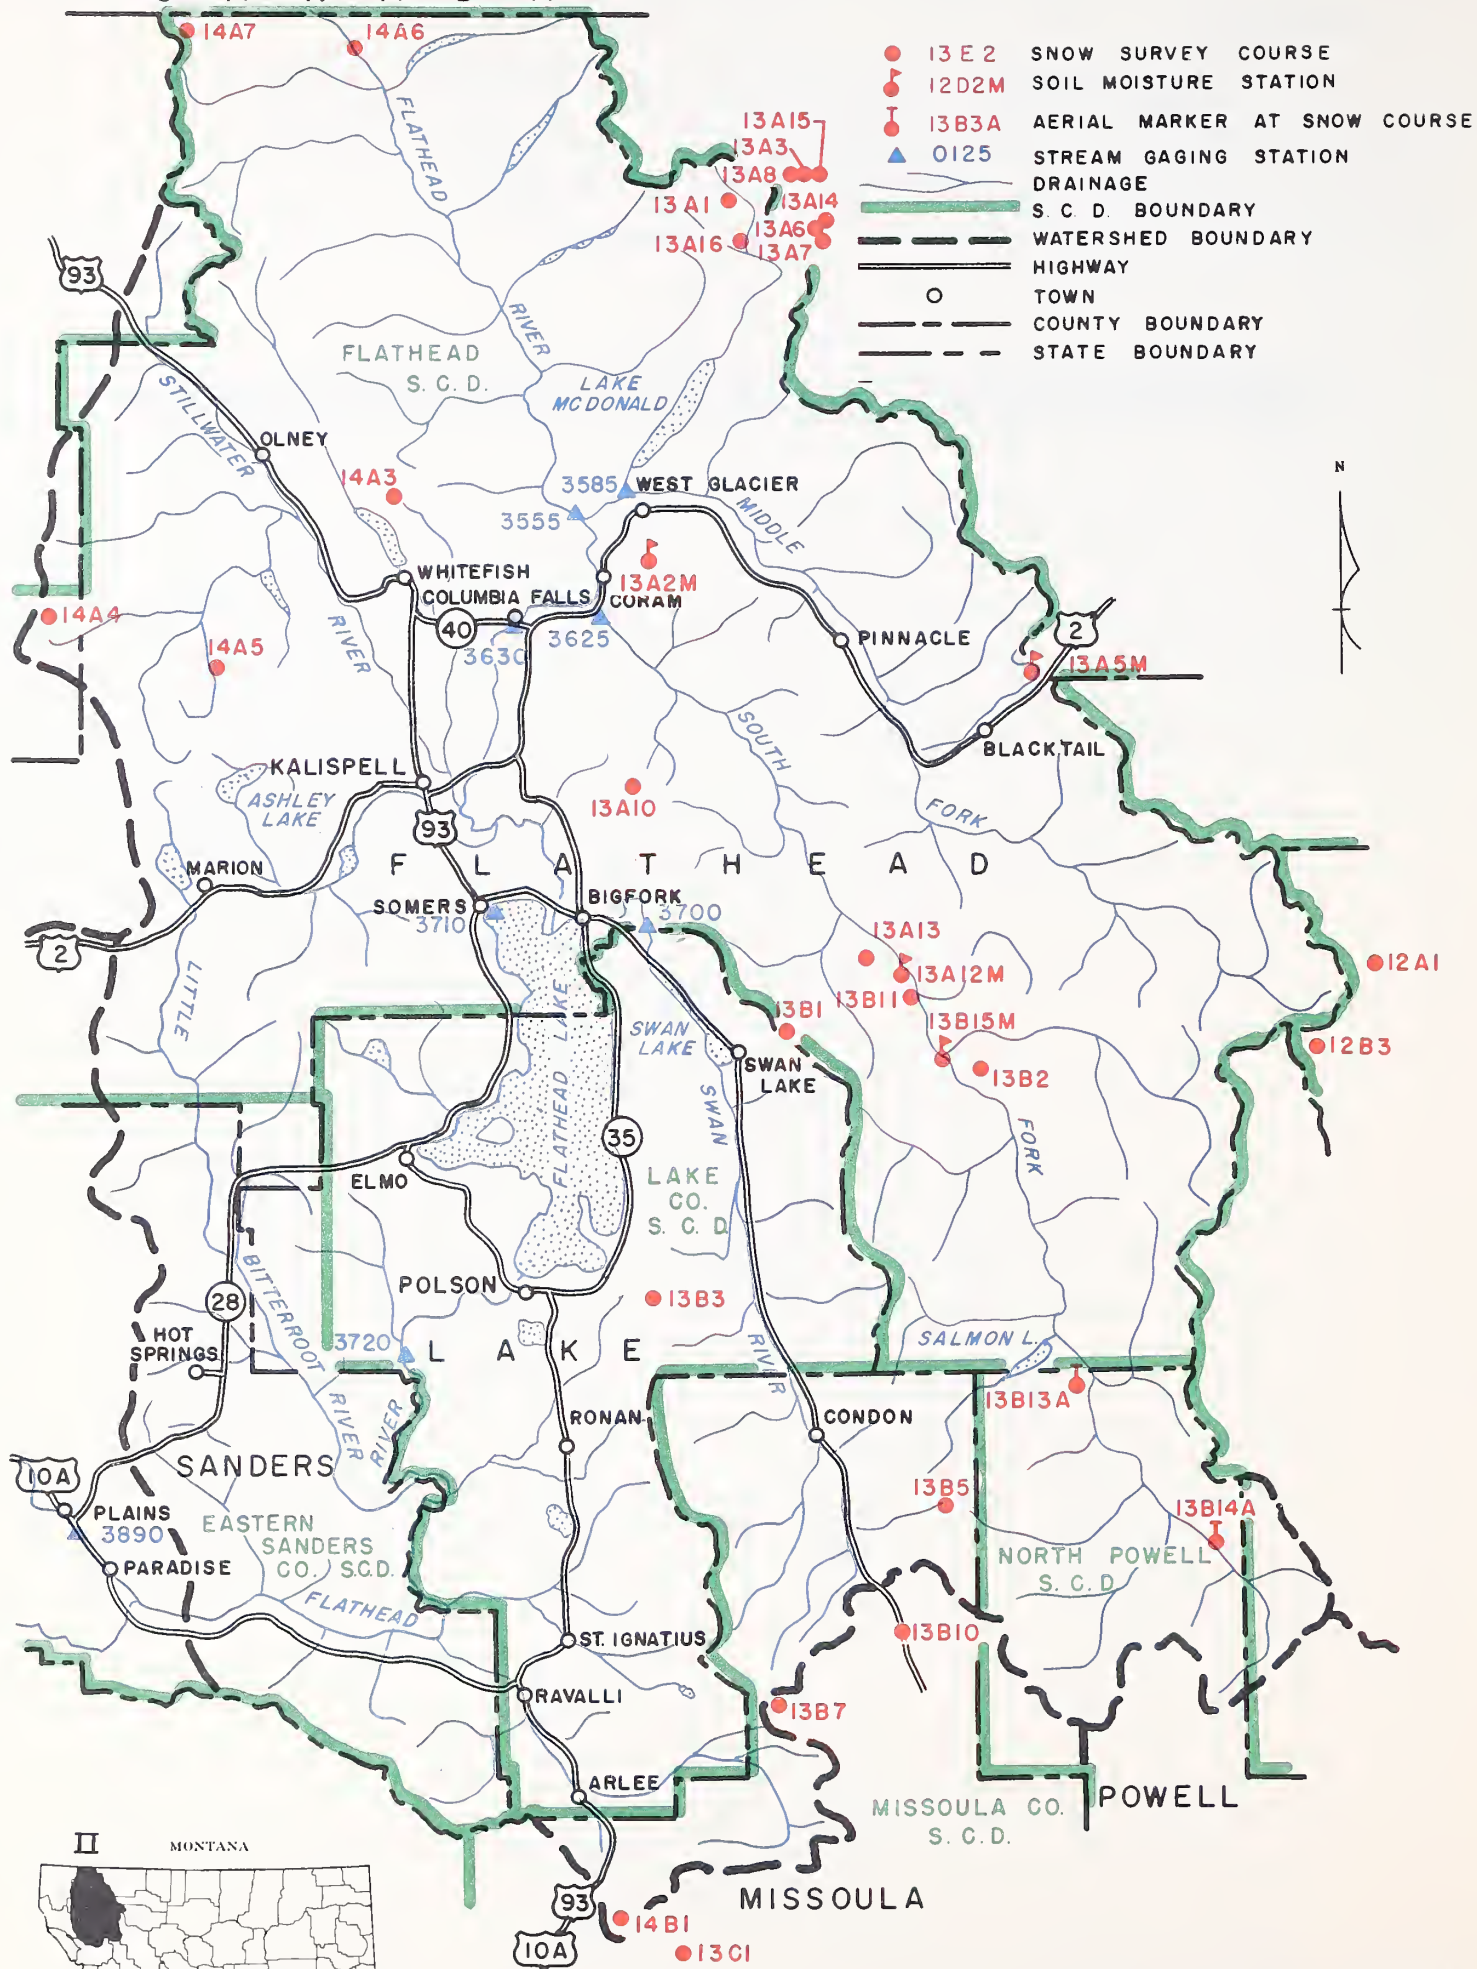 14A7
14A6
13E2 SNOW SURVEY COURSE
12D2M SOIL MOISTURE STATION
13B3A AERIAL MARKER AT SNOW COURSE
0125 STREAM GAGING STATION
DRAINAGE
S.C.D. BOUNDARY
WATERSHED BOUNDARY
HIGHWAY
TOWN
COUNTY BOUNDARY
STATE BOUNDARY
FLATHEAD
RIVER
13A15
13A3
13A8
13A1
13A14
13A6
13A16
13A7
93
FLATHEAD
S.C.D.
LAKE
MCDONALD
STILLWATER
RIVER
OLNEY
14A3
3585
WEST GLACIER
3555
MIDDLE
N
WHITEFISH
COLUMBIA FALLS
CORAM
13A2M
14A4
14A5
40
3630
3625
PINNACLE
2
13A5M
SOUTH
BLACKTAIL
KALISPELL
ASHLEY
LAKE
13A10
FORK
93
MARION
FLATHEAD
SOMERS
BIGFORK
3710
3700
2
13A13
13A12M
12A1
LITTLE
13B11
13B1
13B15M
12B3
13B2
FLATHEAD LAKE
SWAN
LAKE
SWAN
LAKE
SWAN
35
FORK
ELMO
LAKE
CO.
S.C.D.
BITTERROOT
POLSON
13B3
28
HOT
SPRINGS
3720
LAKE
RIVER
SALMON L.
13B13A
RIVER
RIVER
RONAN
CONDON
SANDERS
10A
PLAINS
3890
13B5
13B14A
EASTERN
SANDERS
CO. S.C.D.
PARADISE
NORTH POWELL
S.C.D.
FLATHEAD
ST. IGNATIUS
13B10
RAVALLI
13B7
ARLEE
MISSOULA CO.
S.C.D.
POWELL
II
MONTANA
93
MISSOULA
14B1
10A
13C1